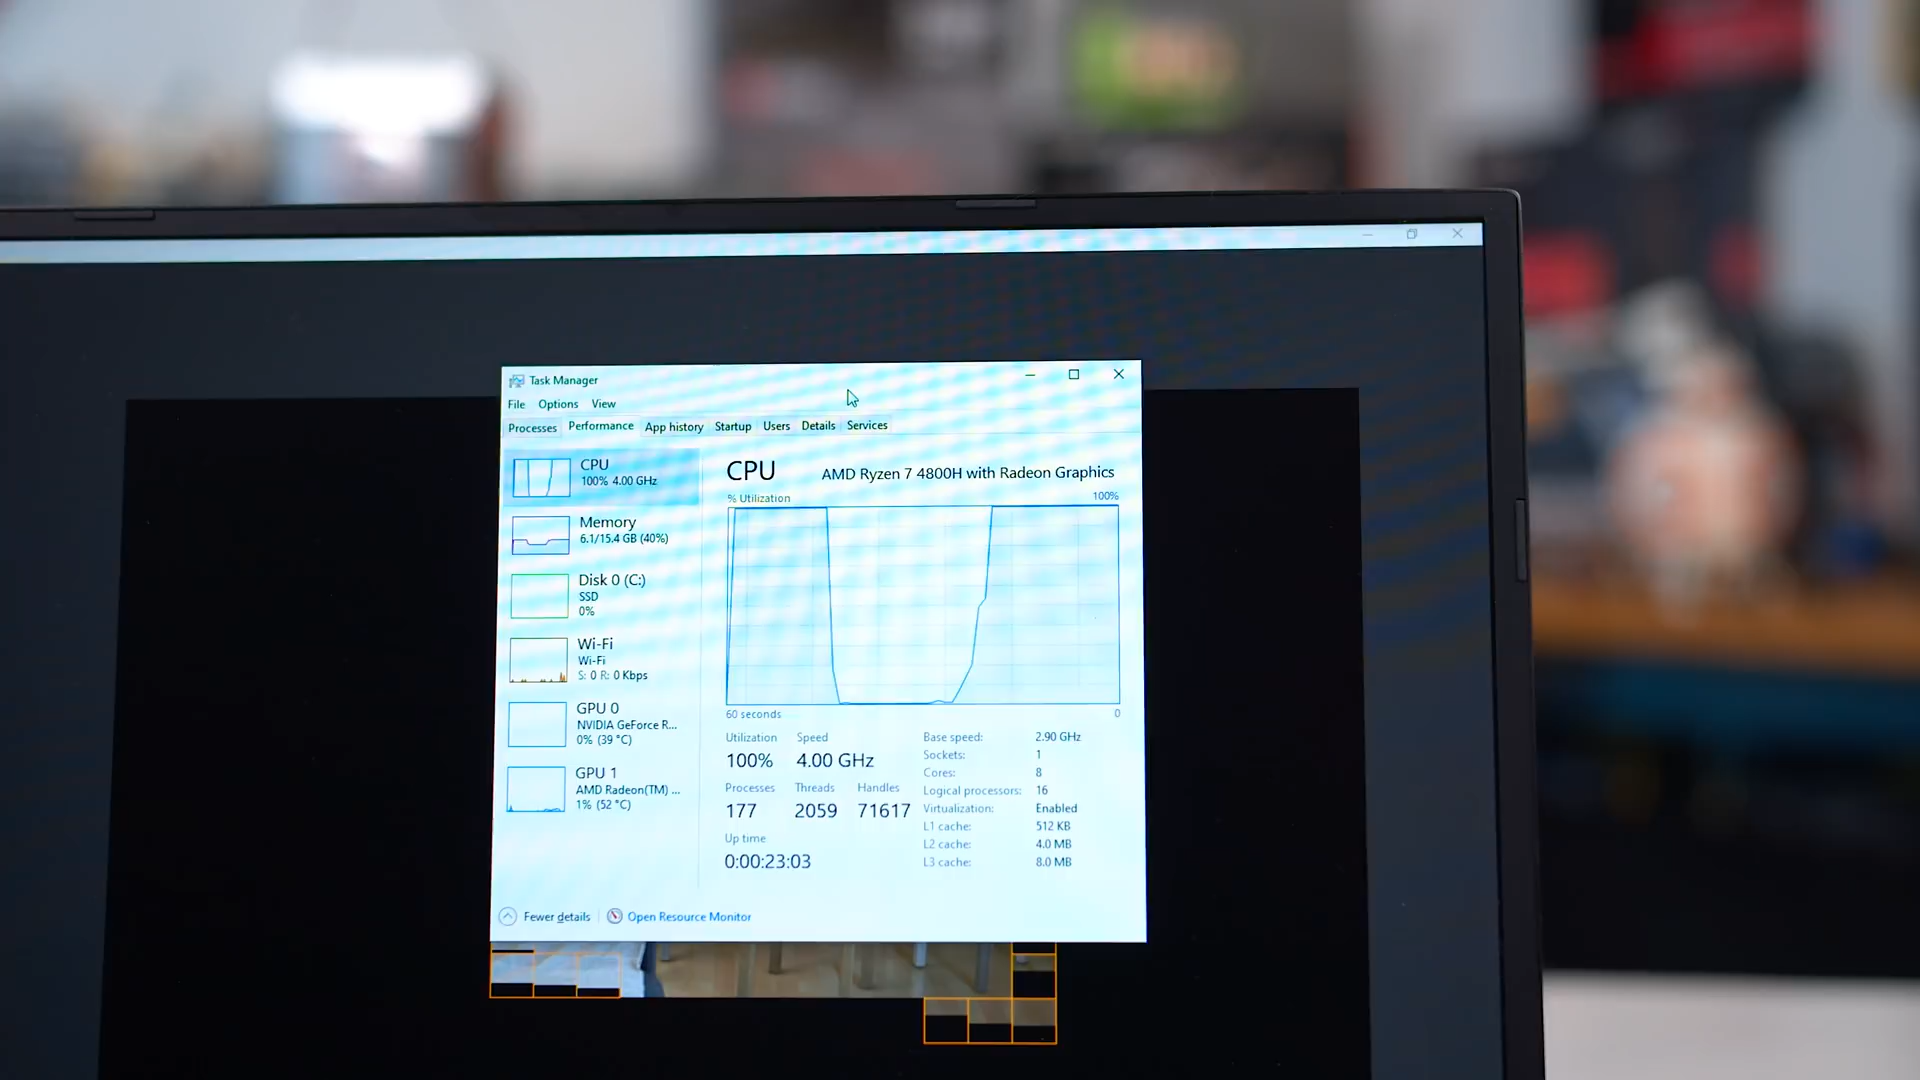 Task Manager
File Options View
Processes Performance App history Startup Users Details Services
CPU
100% 4.00 GHz
Memory
6.1/15.4 GB (40%)
Disk 0 (C:)
SSD
0%
Wi-Fi
Wi-Fi
S: 0 R: 0 Kbps
GPU 0
NVIDIA GeForce R...
0% (39 °C)
GPU 1
AMD Radeon(TM) ...
1% (52 °C)
CPU AMD Ryzen 7 4800H with Radeon Graphics
% Utilization 100%
60 seconds 0
Utilization Speed
100% 4.00 GHz
Processes Threads Handles
177 2059 71617
Up time
0:00:23:03
Base speed: 2.90 GHz
Sockets: 1
Cores: 8
Logical processors: 16
Virtualization: Enabled
L1 cache: 512 KB
L2 cache: 4.0 MB
L3 cache: 8.0 MB
Fewer details Open Resource Monitor